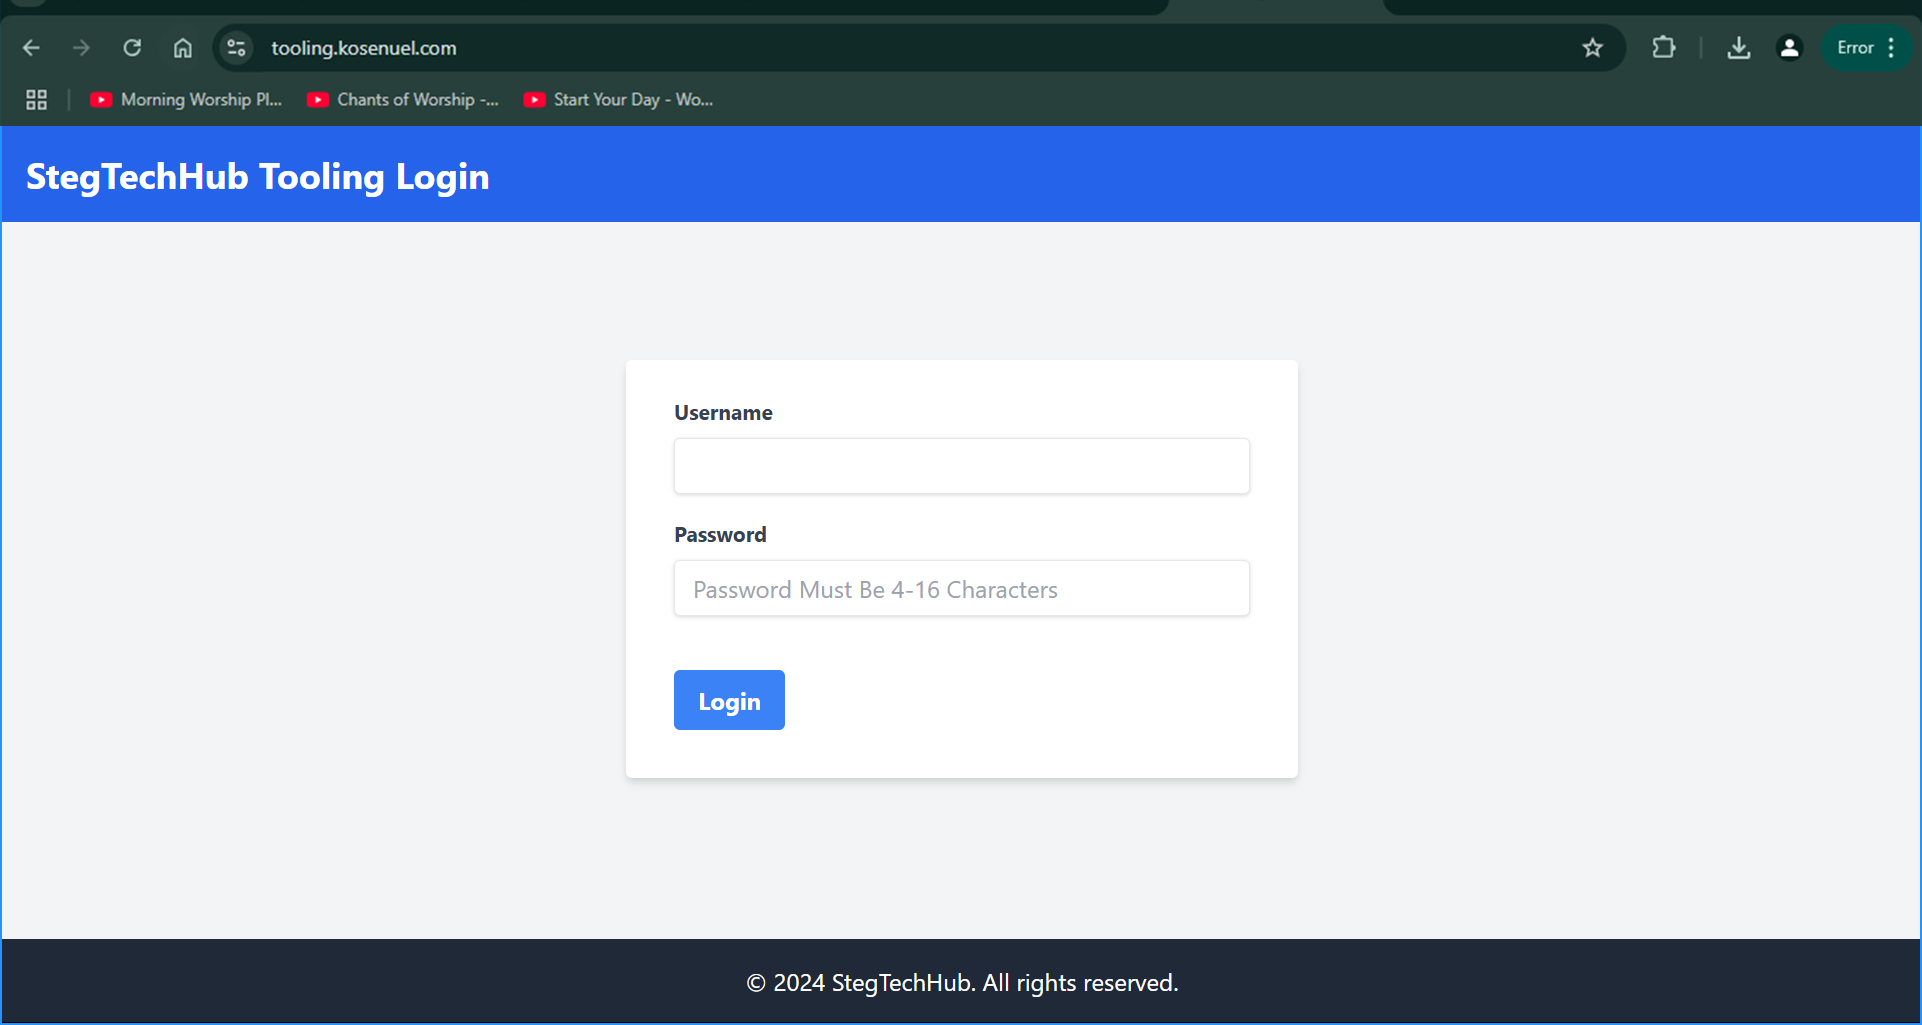 tooling.kosenuel.com
Error
Morning Worship Pl...
Chants of Worship -...
Start Your Day - Wo...
StegTechHub Tooling Login
Username
Password
Password Must Be 4-16 Characters
Login
© 2024 StegTechHub. All rights reserved.